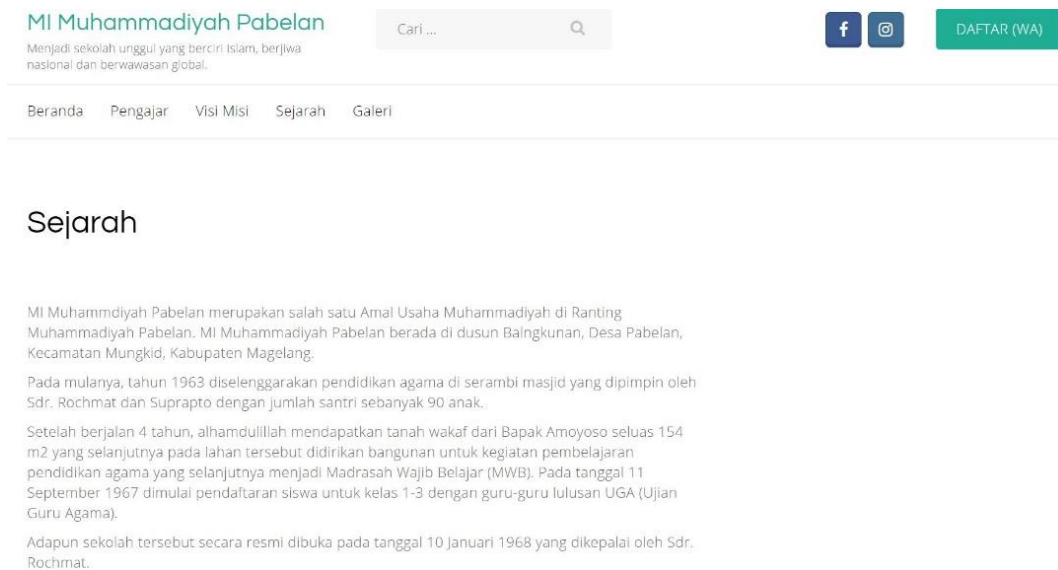 MI Muhammadiyah Pabelan
Menjadi sekolah unggul yang berciri Islam, berjiwa
nasional dan berwawasan global.
Cari ...
DAFTAR (WA)
Beranda Pengajar Visi Misi Sejarah Galeri
Sejarah
MI Muhammdiyah Pabelan merupakan salah satu Amal Usaha Muhammadiyah di Ranting
Muhammadiyah Pabelan. MI Muhammadiyah Pabelan berada di dusun Balngkunan, Desa Pabelan,
Kecamatan Mungkid, Kabupaten Magelang.
Pada mulanya, tahun 1963 diselenggarakan pendidikan agama di serambi masjid yang dipimpin oleh
Sdr. Rochmat dan Suprapto dengan jumlah santri sebanyak 90 anak.
Setelah berjalan 4 tahun, alhamdulillah mendapatkan tanah wakaf dari Bapak Amoyoso seluas 154
m2 yang selanjutnya pada lahan tersebut didirikan bangunan untuk kegiatan pembelajaran
pendidikan agama yang selanjutnya menjadi Madrasah Wajib Belajar (MWB). Pada tanggal 11
September 1967 dimulai pendaftaran siswa untuk kelas 1-3 dengan guru-guru lulusan UGA (Ujian
Guru Agama).
Adapun sekolah tersebut secara resmi dibuka pada tanggal 10 Januari 1968 yang dikepalai oleh Sdr.
Rochmat.